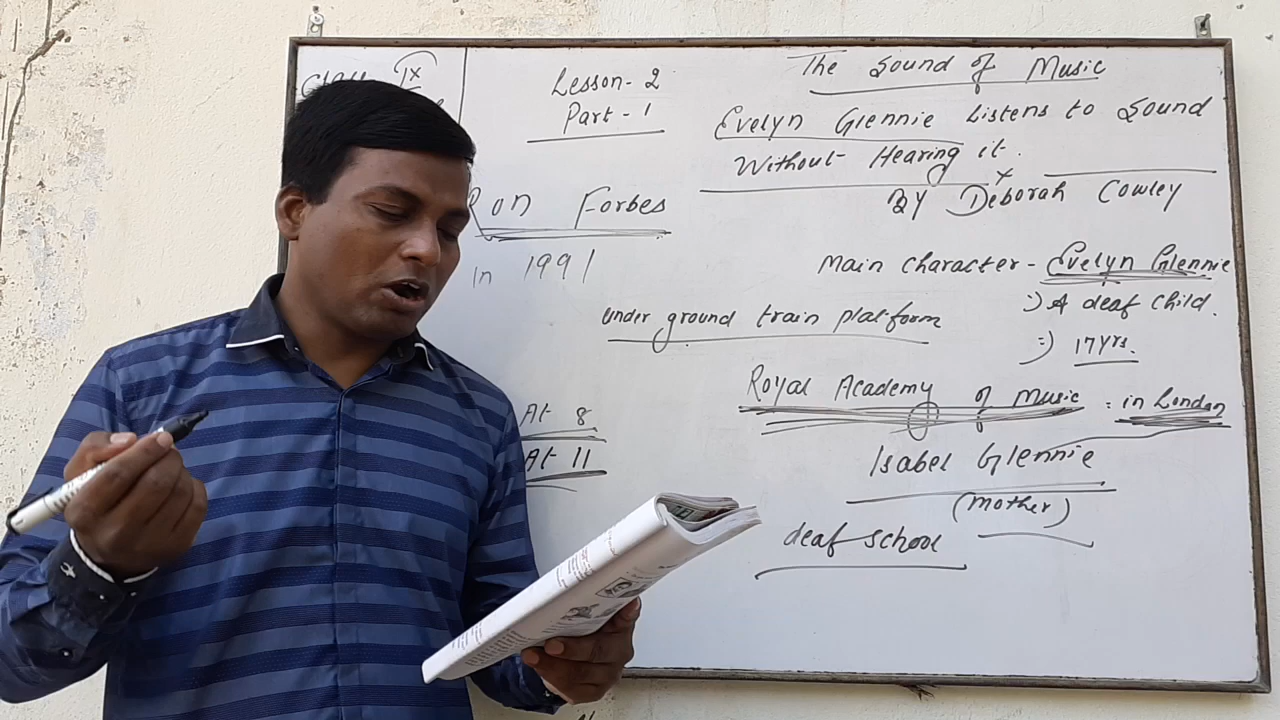 Class IX
Lesson-2
Part-1
The Sound of Music
Evelyn Glennie Listens to Sound
Without Hearing it.
By Deborah Cowley
Ron Forbes
In 1991
Main character - Evelyn Glennie
:) A deaf child.
:) 17yrs.
under ground train platform
Royal Academy of Music : in London
At 8
At 11
Isabel Glennie
(Mother)
deaf school